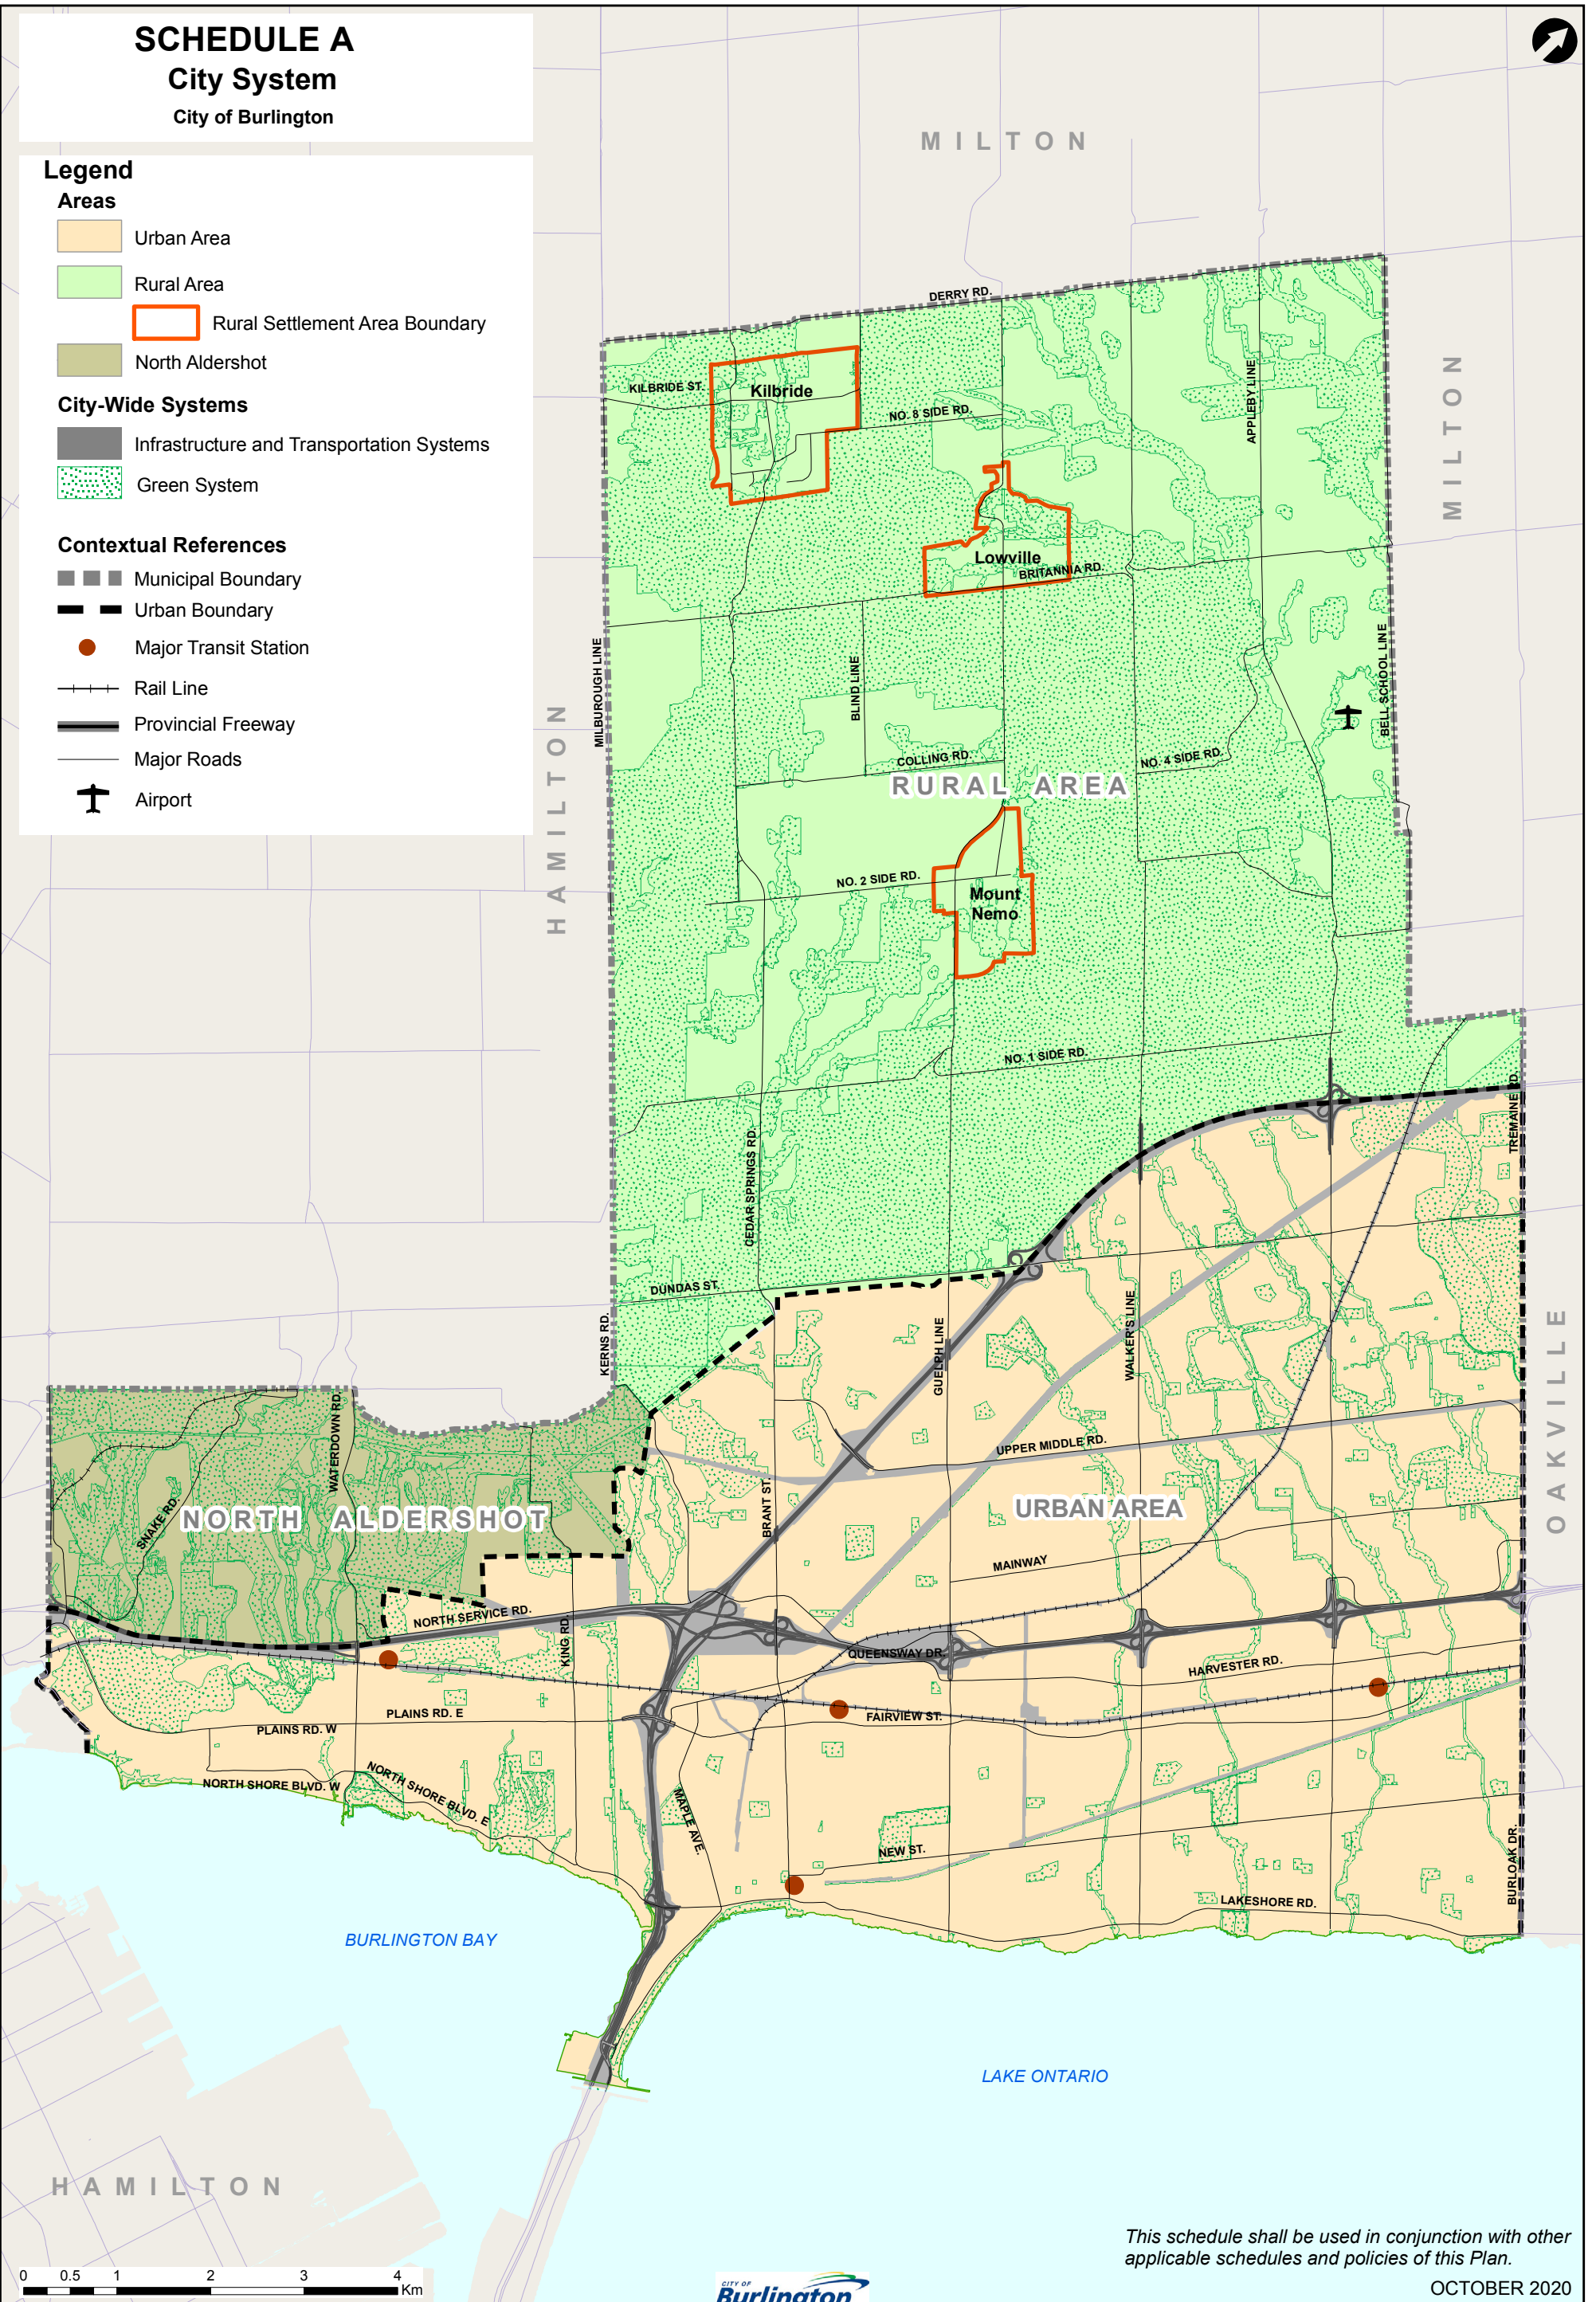 SCHEDULE A
City System
City of Burlington
Legend
Areas
Urban Area
Rural Area
Rural Settlement Area Boundary
North Aldershot
City-Wide Systems
Infrastructure and Transportation Systems
Green System
Contextual References
Municipal Boundary
Urban Boundary
Major Transit Station
Rail Line
Provincial Freeway
Major Roads
Airport
MILTON
DERRY RD.
KILBRIDE ST.
Kilbride
NO. 8 SIDE RD.
APPLEBY LINE
MILTON
Lowville
BRITANNIA RD.
MILBOROUGH LINE
BLIND LINE
BELL SCHOOL LINE
HAMILTON
COLLING RD.
NO. 4 SIDE RD.
RURAL AREA
NO. 2 SIDE RD.
Mount
Nemo
NO. 1 SIDE RD.
TREMAINE RD.
CEDAR SPRINGS RD.
DUNDAS ST.
KERNS RD.
GUELPH LINE
WALKER'S LINE
OAKVILLE
WATERDOWN RD.
UPPER MIDDLE RD.
SNAKE RD.
NORTH ALDERSHOT
BRANT ST.
URBAN AREA
MAINWAY
NORTH SERVICE RD.
KING RD.
QUEENSWAY DR.
HARVESTER RD.
PLAINS RD. E
FAIRVIEW ST.
PLAINS RD. W
NORTH SHORE BLVD. W
NORTH SHORE BLVD. E
MAPLE AVE.
NEW ST.
BURLOAK DR.
LAKESHORE RD.
BURLINGTON BAY
LAKE ONTARIO
HAMILTON
This schedule shall be used in conjunction with other
applicable schedules and policies of this Plan.
OCTOBER 2020
0 0.5 1 2 3 4
Km
CITY OF
Burlington